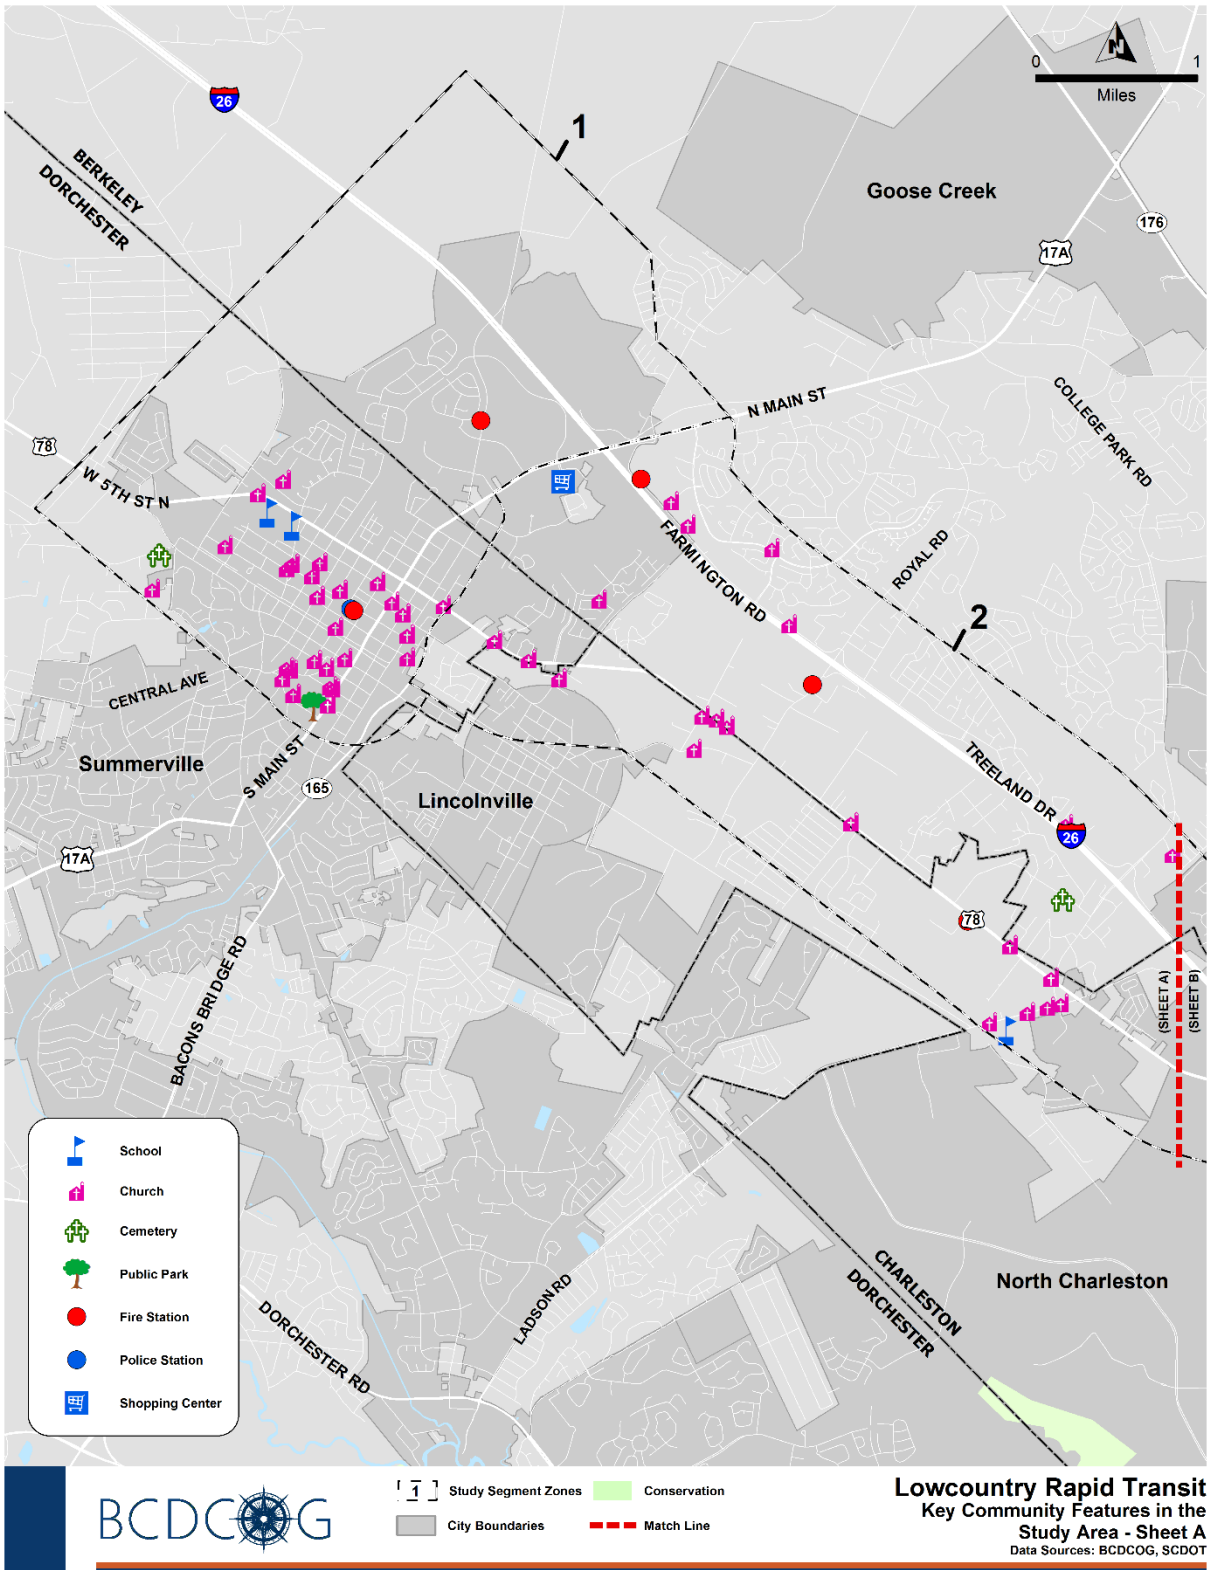 N
0 1
Miles
26
1
BERKELEY
DORCHESTER
Goose Creek
176
17A
N MAIN ST
COLLEGE PARK RD
78
W 5TH ST N
FARMINGTON RD
ROYAL RD
2
CENTRAL AVE
Summerville
S MAIN ST
165
Lincolnville
TREELAND DR
26
17A
78
BACONS BRIDGE RD
(SHEET A)
(SHEET B)
School
Church
Cemetery
Public Park
Fire Station
Police Station
Shopping Center
DORCHESTER RD
LADSON RD
CHARLESTON
DORCHESTER
North Charleston
BCDCOG
1 Study Segment Zones
Conservation
City Boundaries
Match Line
Lowcountry Rapid Transit
Key Community Features in the
Study Area - Sheet A
Data Sources: BCDCOG, SCDOT